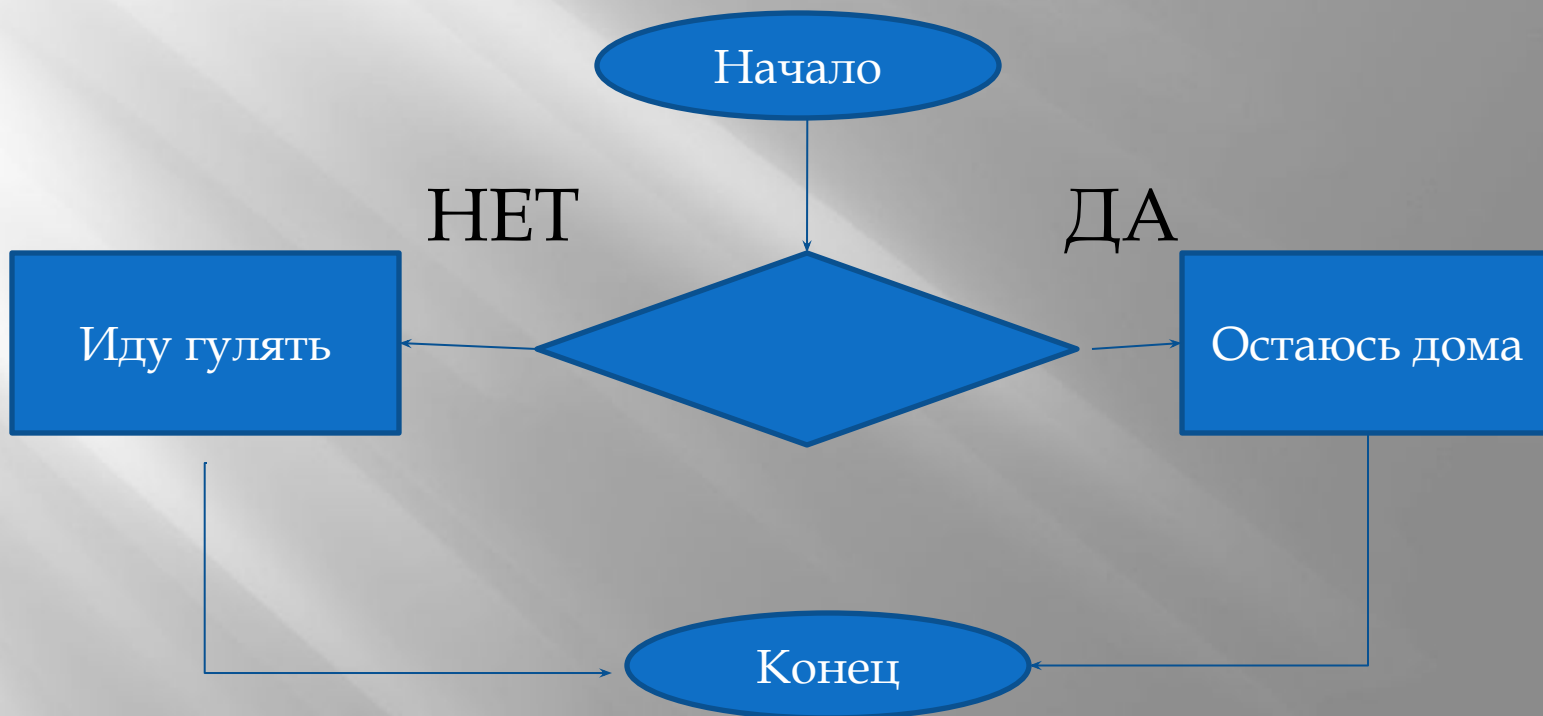 Начало
НЕТ
ДА
Иду гулять
Остаюсь дома
Конец